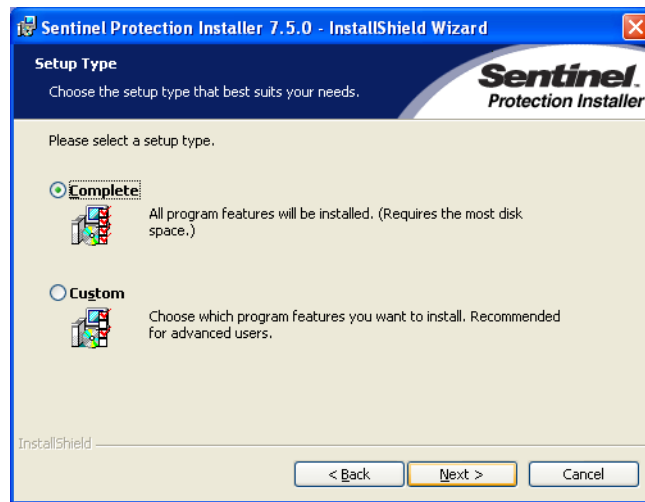 Sentinel Protection Installer 7.5.0 - InstallShield Wizard
Setup Type
Choose the setup type that best suits your needs.
Sentinel.
Protection Installer
Please select a setup type.
Complete
All program features will be installed. (Requires the most disk
space.)
Custom
Choose which program features you want to install. Recommended
for advanced users.
InstallShield
< Back
Next >
Cancel